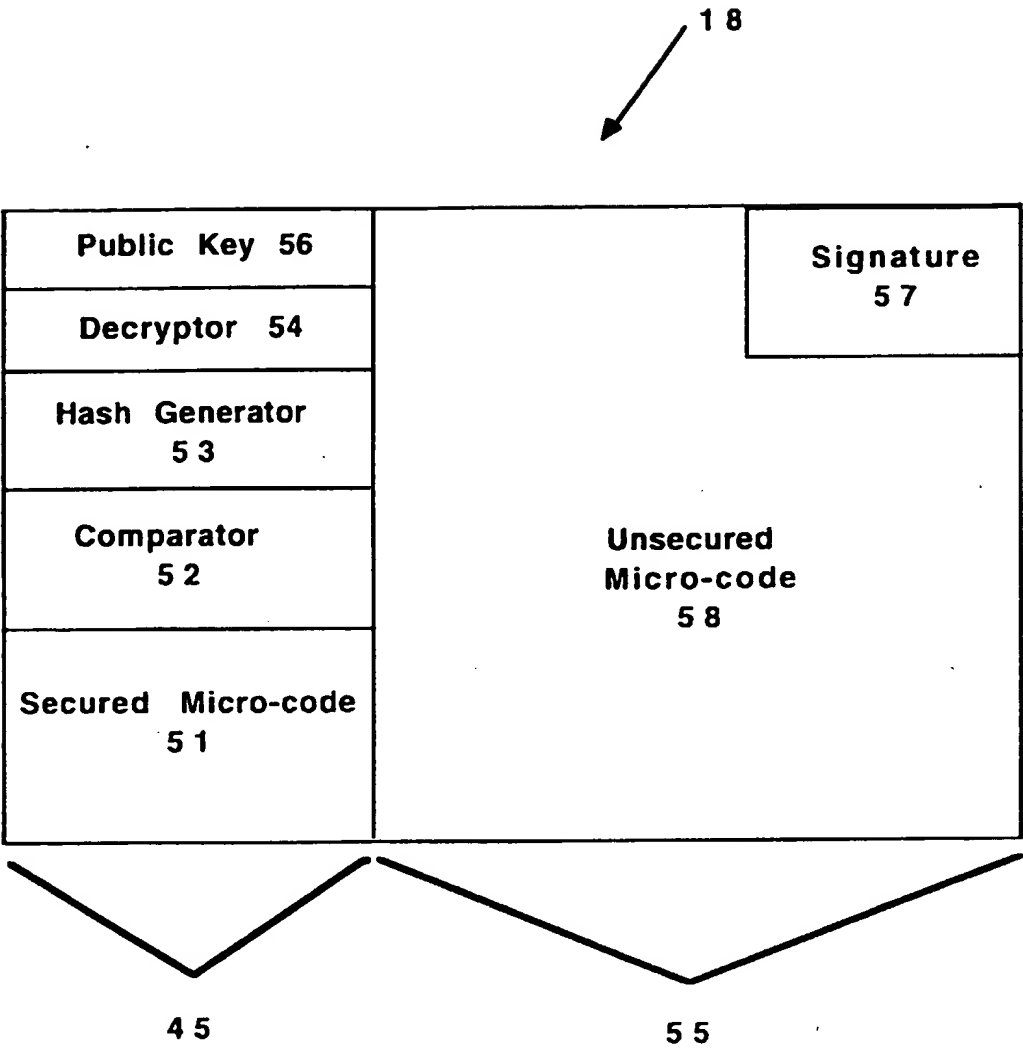 18
Public Key 56
Decryptor 54
Hash Generator
53
Comparator
52
Secured Micro-code
51
Signature
57
Unsecured
Micro-code
58
45
55